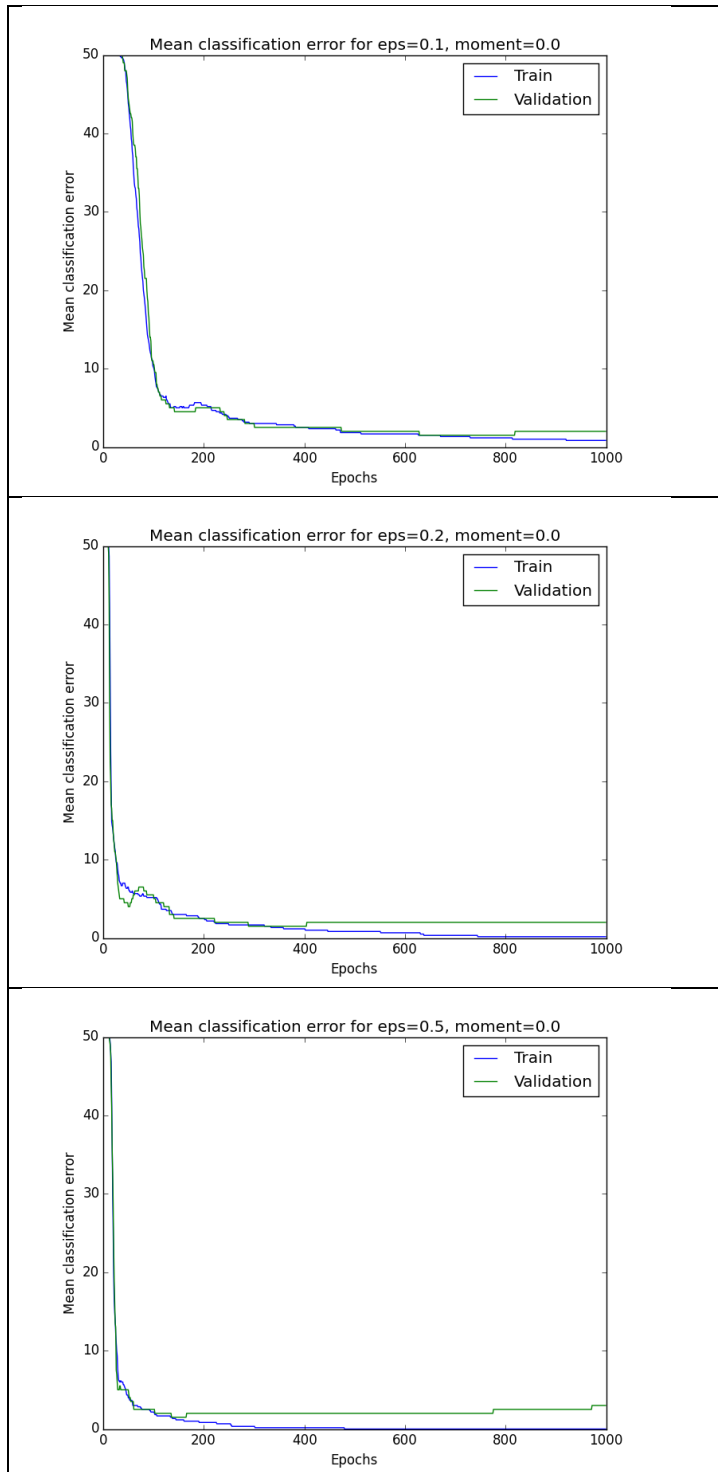 Mean classification error for eps=0.1, moment=0.0
50
40
30
20
10
0
Mean classification error
Train
Validation
0 200 400 600 800 1000
Epochs
Mean classification error for eps=0.2, moment=0.0
50
40
30
20
10
0
Mean classification error
Train
Validation
0 200 400 600 800 1000
Epochs
Mean classification error for eps=0.5, moment=0.0
50
40
30
20
10
0
Mean classification error
Train
Validation
0 200 400 600 800 1000
Epochs